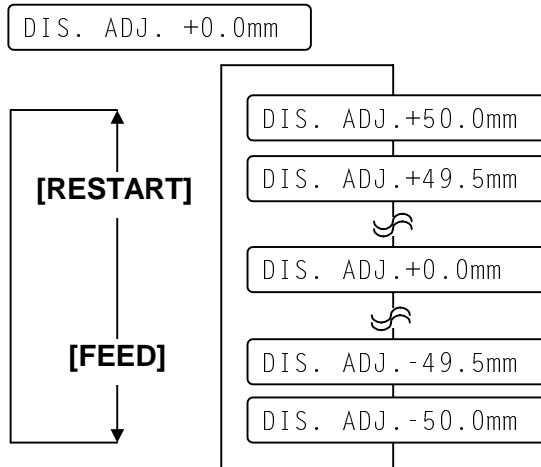 DIS. ADJ. +0.0mm
DIS. ADJ.+50.0mm
[RESTART]
DIS. ADJ.+49.5mm
DIS. ADJ.+0.0mm
[FEED]
DIS. ADJ.-49.5mm
DIS. ADJ.-50.0mm